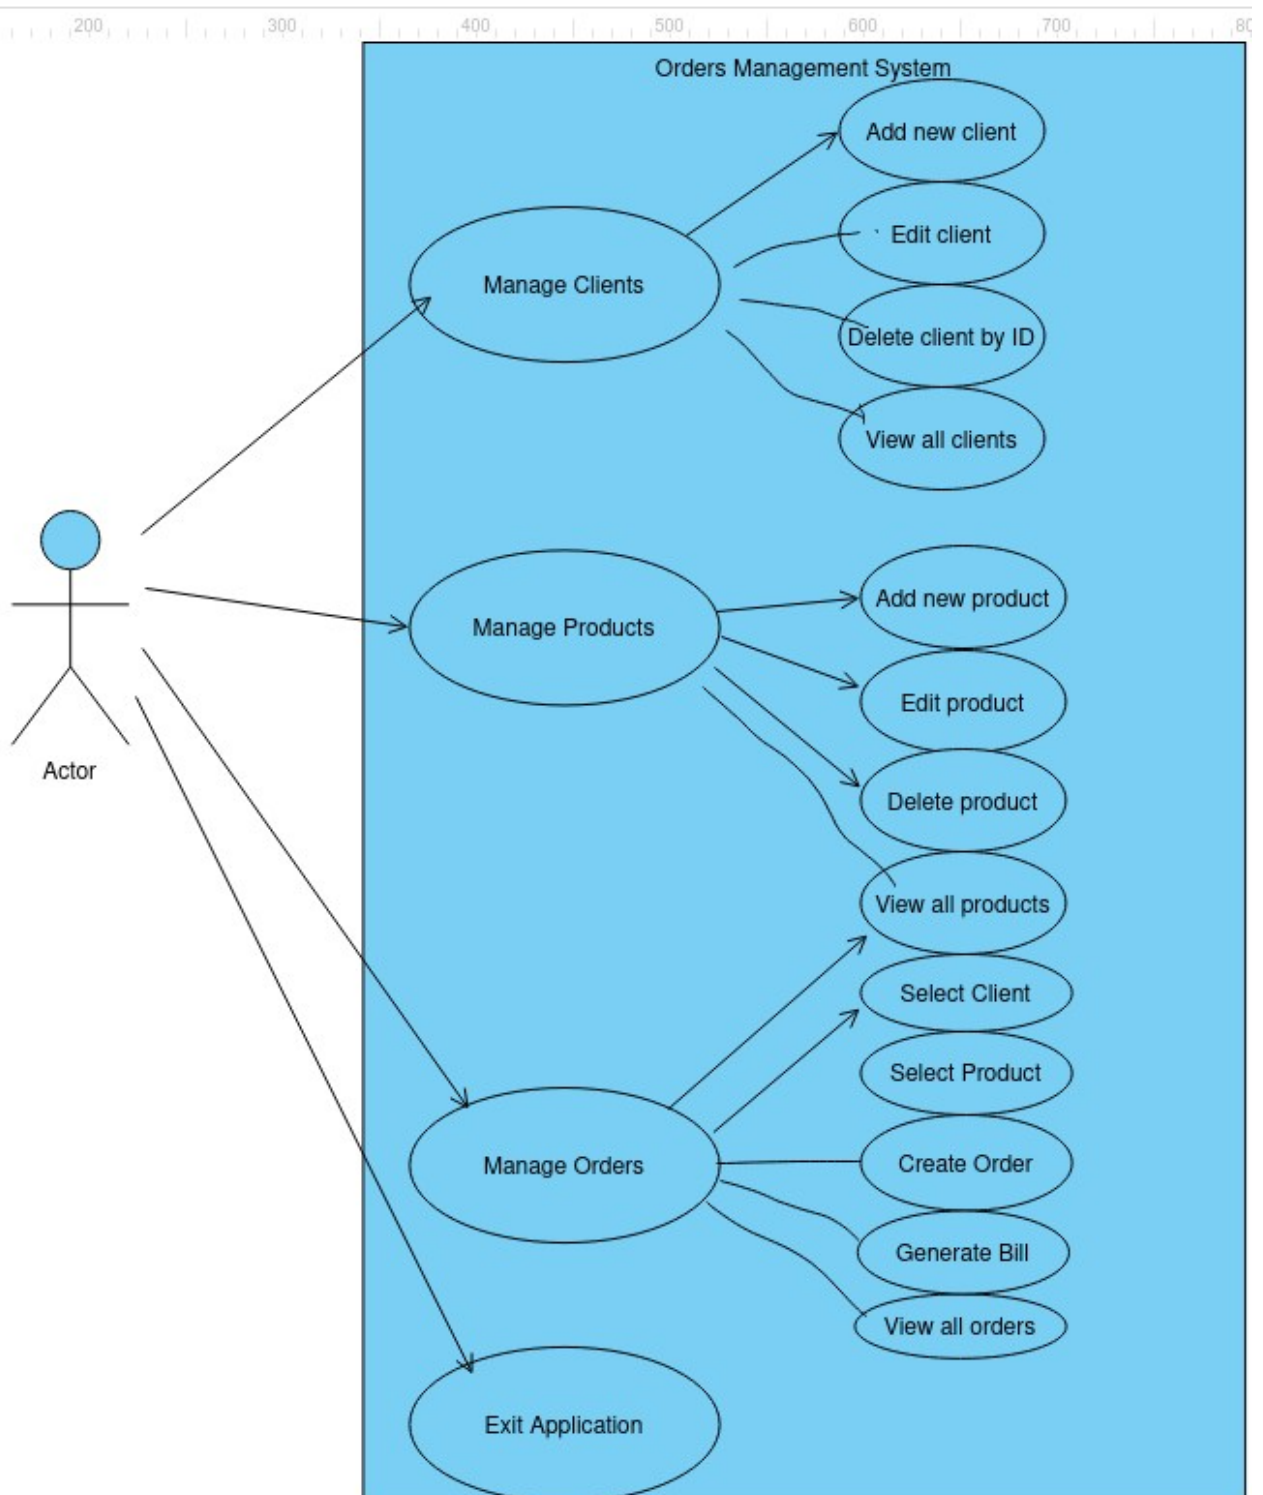 200 300 400 500 600 700 80
Orders Management System
Add new client
Edit client
Manage Clients
Delete client by ID
View all clients
Add new product
Manage Products
Edit product
Actor
Delete product
View all products
Select Client
Select Product
Manage Orders
Create Order
Generate Bill
View all orders
Exit Application